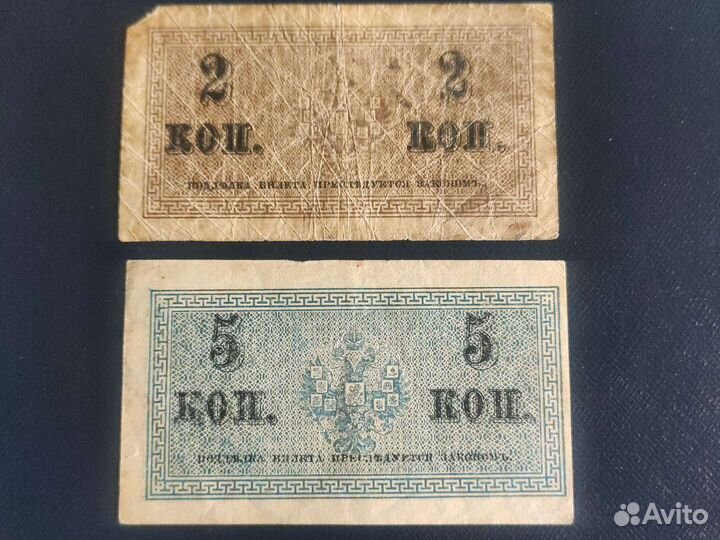 2 2
КОП. КОП.
ПОДДѢЛКА БИЛЕТА ПРЕСЛѢДУЕТСЯ ЗАКОНОМЪ.
5 5
КОП. КОП.
ПОДДѢЛКА БИЛЕТА ПРЕСЛѢДУЕТСЯ ЗАКОНОМЪ.
Avito